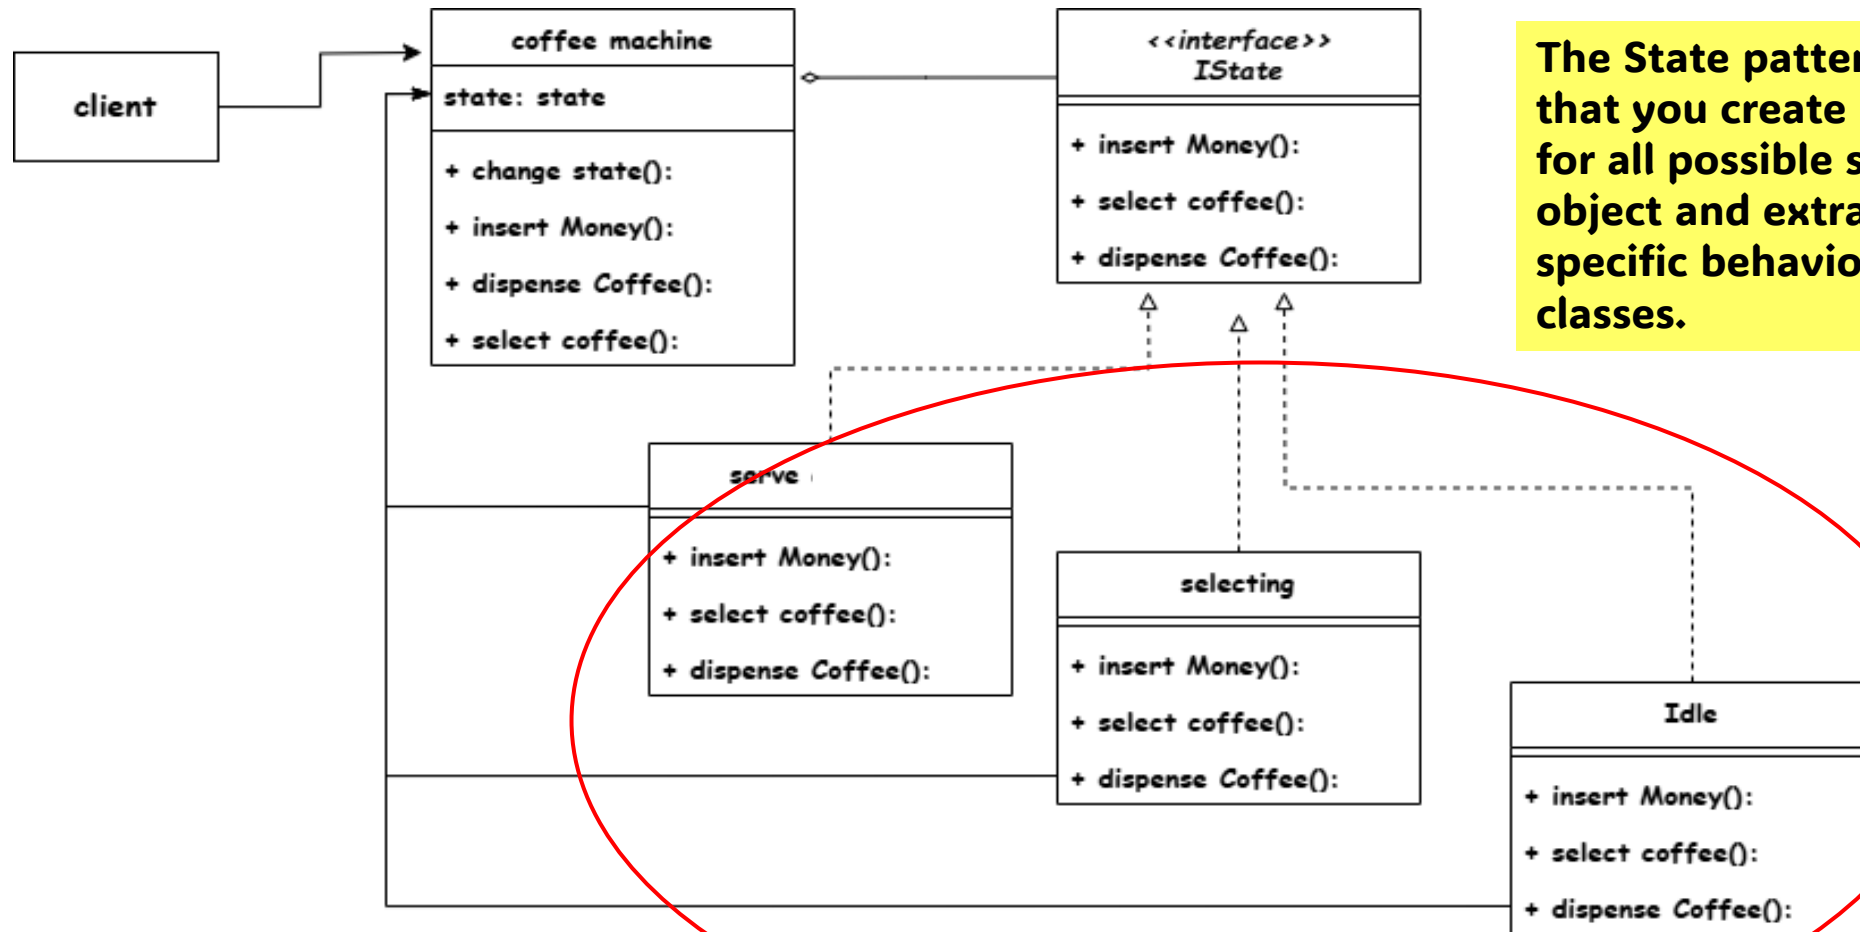 client
coffee machine
state: state
+ change state():
+ insert Money():
+ dispense Coffee():
+ select coffee():
<<interface>>
IState
+ insert Money():
+ select coffee():
+ dispense Coffee():
The State patter
that you create
for all possible s
object and extra
specific behavio
classes.
serve
+ insert Money():
+ select coffee():
+ dispense Coffee():
selecting
+ insert Money():
+ select coffee():
+ dispense Coffee():
Idle
+ insert Money():
+ select coffee():
+ dispense Coffee():